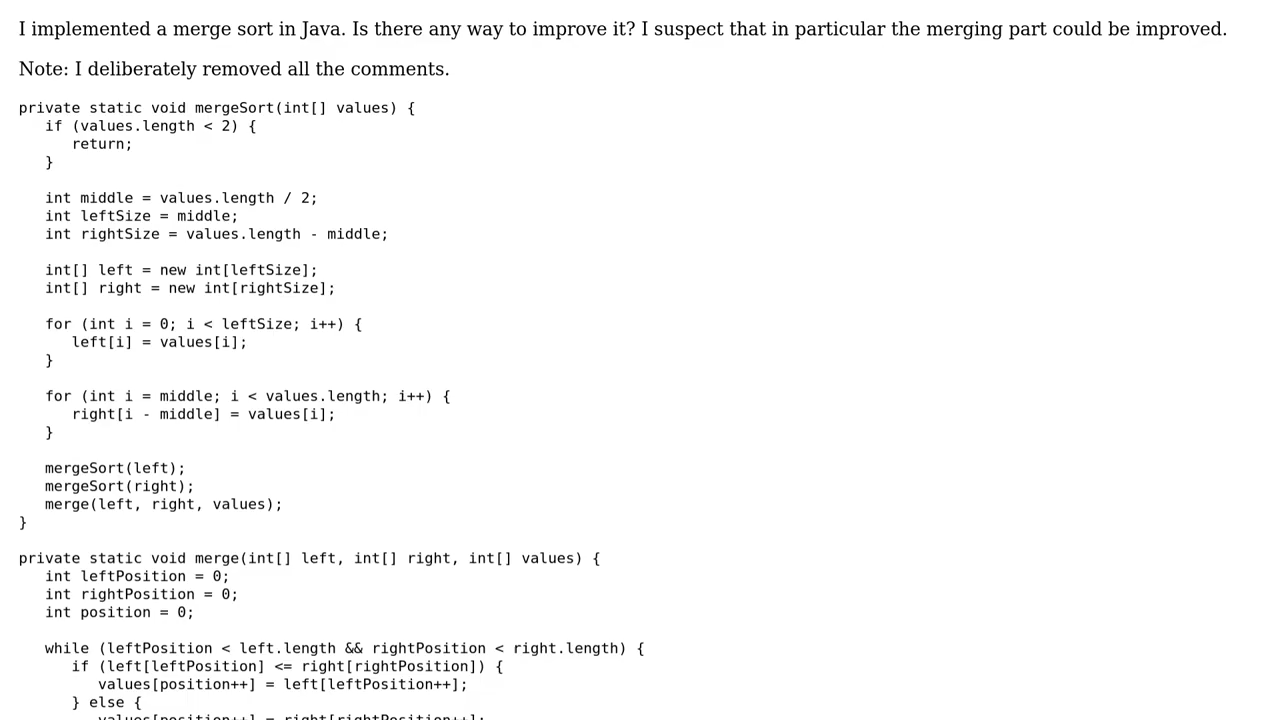 I implemented a merge sort in Java. Is there any way to improve it? I suspect that in particular the merging part could be improved.
Note: I deliberately removed all the comments.
private static void mergeSort(int[] values) {
   if (values.length < 2) {
      return;
   }
   int middle = values.length / 2;
   int leftSize = middle;
   int rightSize = values.length - middle;
   int[] left = new int[leftSize];
   int[] right = new int[rightSize];
   for (int i = 0; i < leftSize; i++) {
      left[i] = values[i];
   }
   for (int i = middle; i < values.length; i++) {
      right[i - middle] = values[i];
   }
   mergeSort(left);
   mergeSort(right);
   merge(left, right, values);
}
private static void merge(int[] left, int[] right, int[] values) {
   int leftPosition = 0;
   int rightPosition = 0;
   int position = 0;
   while (leftPosition < left.length && rightPosition < right.length) {
      if (left[leftPosition] <= right[rightPosition]) {
         values[position++] = left[leftPosition++];
      } else {
         values[position++] = right[rightPosition++];